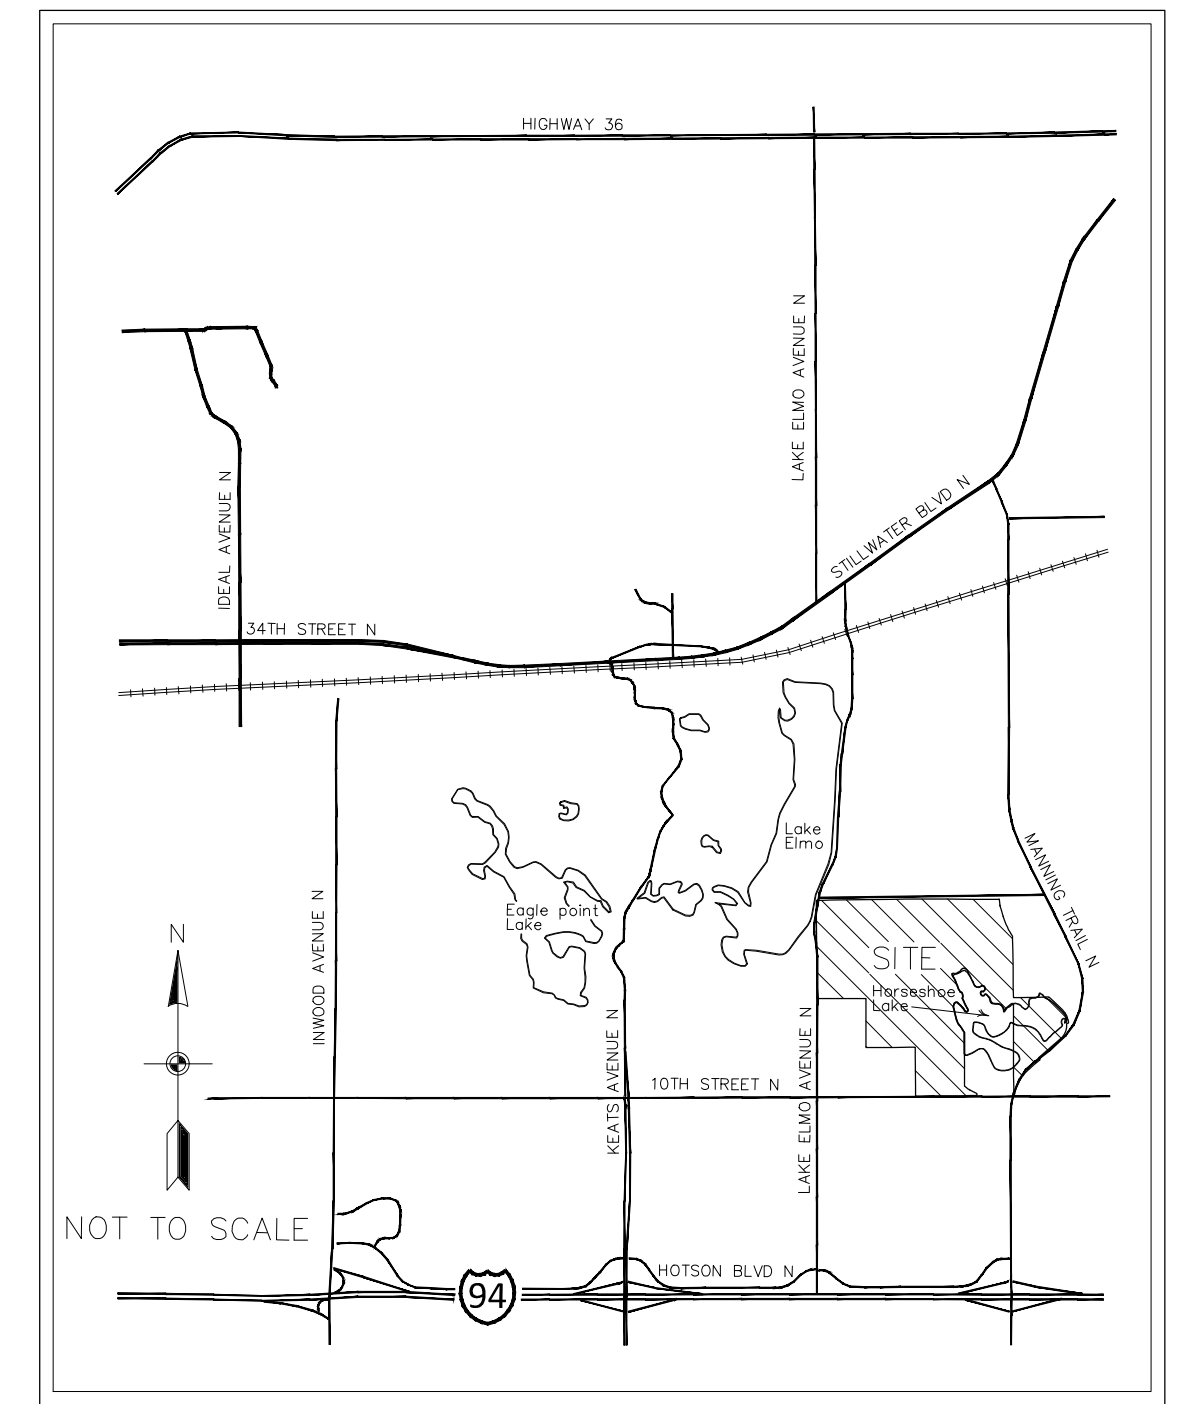 HIGHWAY 36
LAKE ELMO AVENUE N
STILLWATER BLVD N
IDEAL AVENUE N
34TH STREET N
Lake
Elmo
MANNING TRAIL N
Eagle point
Lake
INWOOD AVENUE N
N
SITE
Horseshoe
Lake
KEATS AVENUE N
LAKE ELMO AVENUE N
10TH STREET N
NOT TO SCALE
HOTSON BLVD N
94